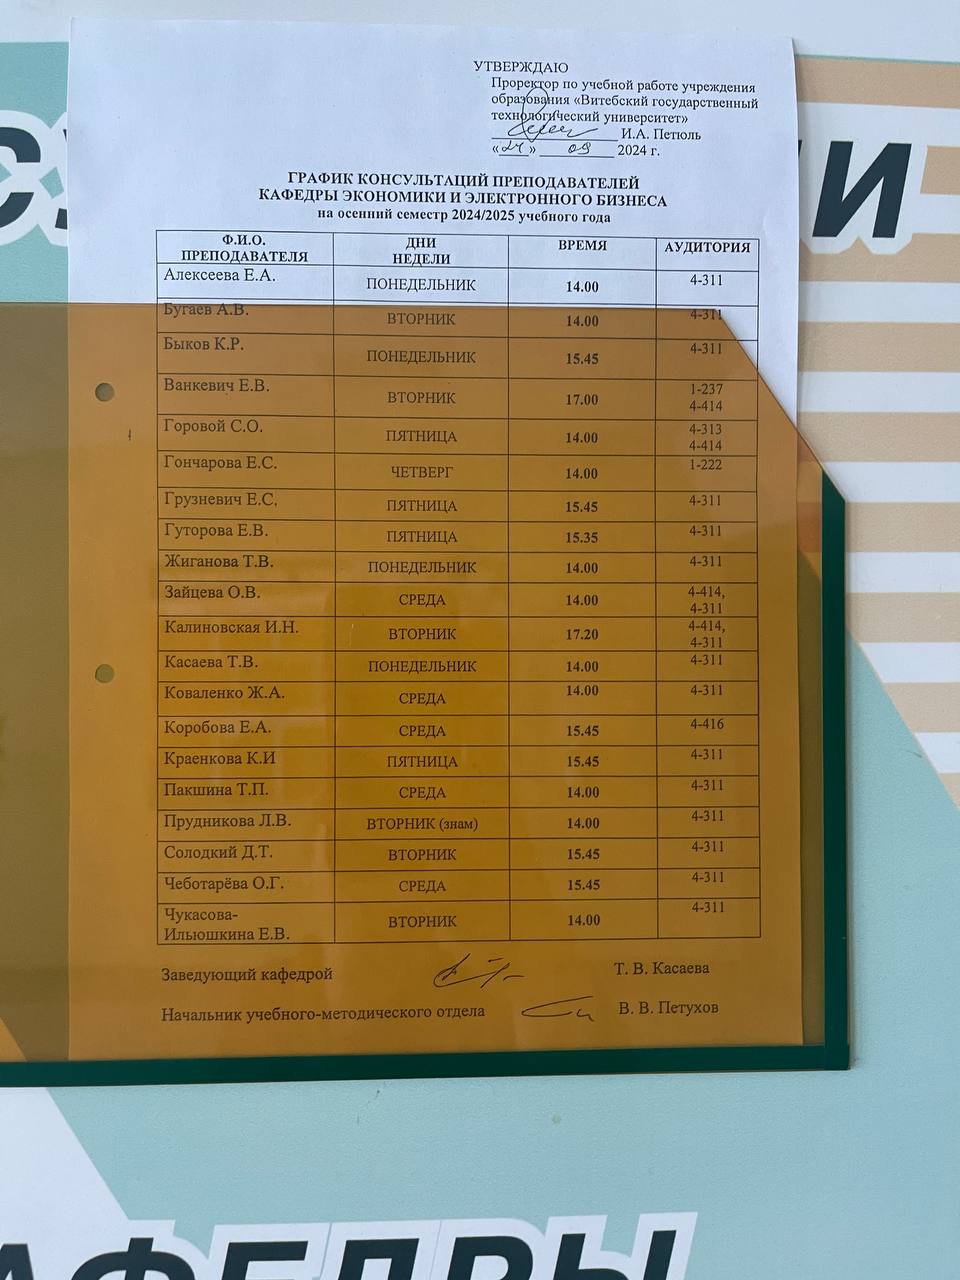 УТВЕРЖДАЮ
Проректор по учебной работе учреждения
образования «Витебский государственный
технологический университет»
И.А. Петюль
«24» 09 2024 г.
ГРАФИК КОНСУЛЬТАЦИЙ ПРЕПОДАВАТЕЛЕЙ
КАФЕДРЫ ЭКОНОМИКИ И ЭЛЕКТРОННОГО БИЗНЕСА
на осенний семестр 2024/2025 учебного года
Ф.И.О. ПРЕПОДАВАТЕЛЯ ДНИ НЕДЕЛИ ВРЕМЯ АУДИТОРИЯ
Алексеева Е.А. ПОНЕДЕЛЬНИК 14.00 4-311
Бугаев А.В. ВТОРНИК 14.00 4-311
Быков К.Р. ПОНЕДЕЛЬНИК 15.45 4-311
Ванкевич Е.В. ВТОРНИК 17.00 1-237 4-414
Горовой С.О. ПЯТНИЦА 14.00 4-313 4-414
Гончарова Е.С. ЧЕТВЕРГ 14.00 1-222
Грузневич Е.С. ПЯТНИЦА 15.45 4-311
Гуторова Е.В. ПЯТНИЦА 15.35 4-311
Жиганова Т.В. ПОНЕДЕЛЬНИК 14.00 4-311
Зайцева О.В. СРЕДА 14.00 4-414, 4-311
Калиновская И.Н. ВТОРНИК 17.20 4-414, 4-311
Касаева Т.В. ПОНЕДЕЛЬНИК 14.00 4-311
Коваленко Ж.А. СРЕДА 14.00 4-311
Коробова Е.А. СРЕДА 15.45 4-416
Краенкова К.И ПЯТНИЦА 15.45 4-311
Пакшина Т.П. СРЕДА 14.00 4-311
Прудникова Л.В. ВТОРНИК (знам) 14.00 4-311
Солодкий Д.Т. ВТОРНИК 15.45 4-311
Чеботарёва О.Г. СРЕДА 15.45 4-311
Чукасова-Ильюшкина Е.В. ВТОРНИК 14.00 4-311
Заведующий кафедрой Т. В. Касаева
Начальник учебного-методического отдела В. В. Петухов
АФЕДРЫ